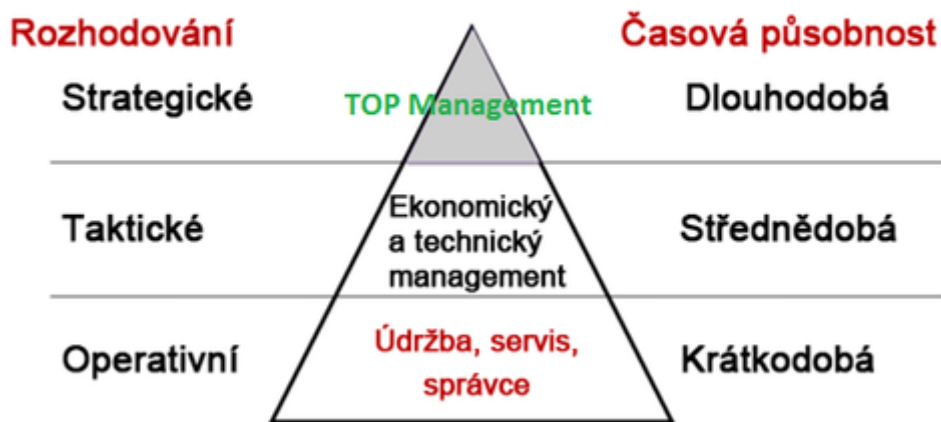 Rozhodování
Časová působnost
Strategické
TOP Management
Dlouhodobá
Taktické
Ekonomický
a technický
management
Střednědobá
Operativní
Údržba, servis,
správce
Krátkodobá